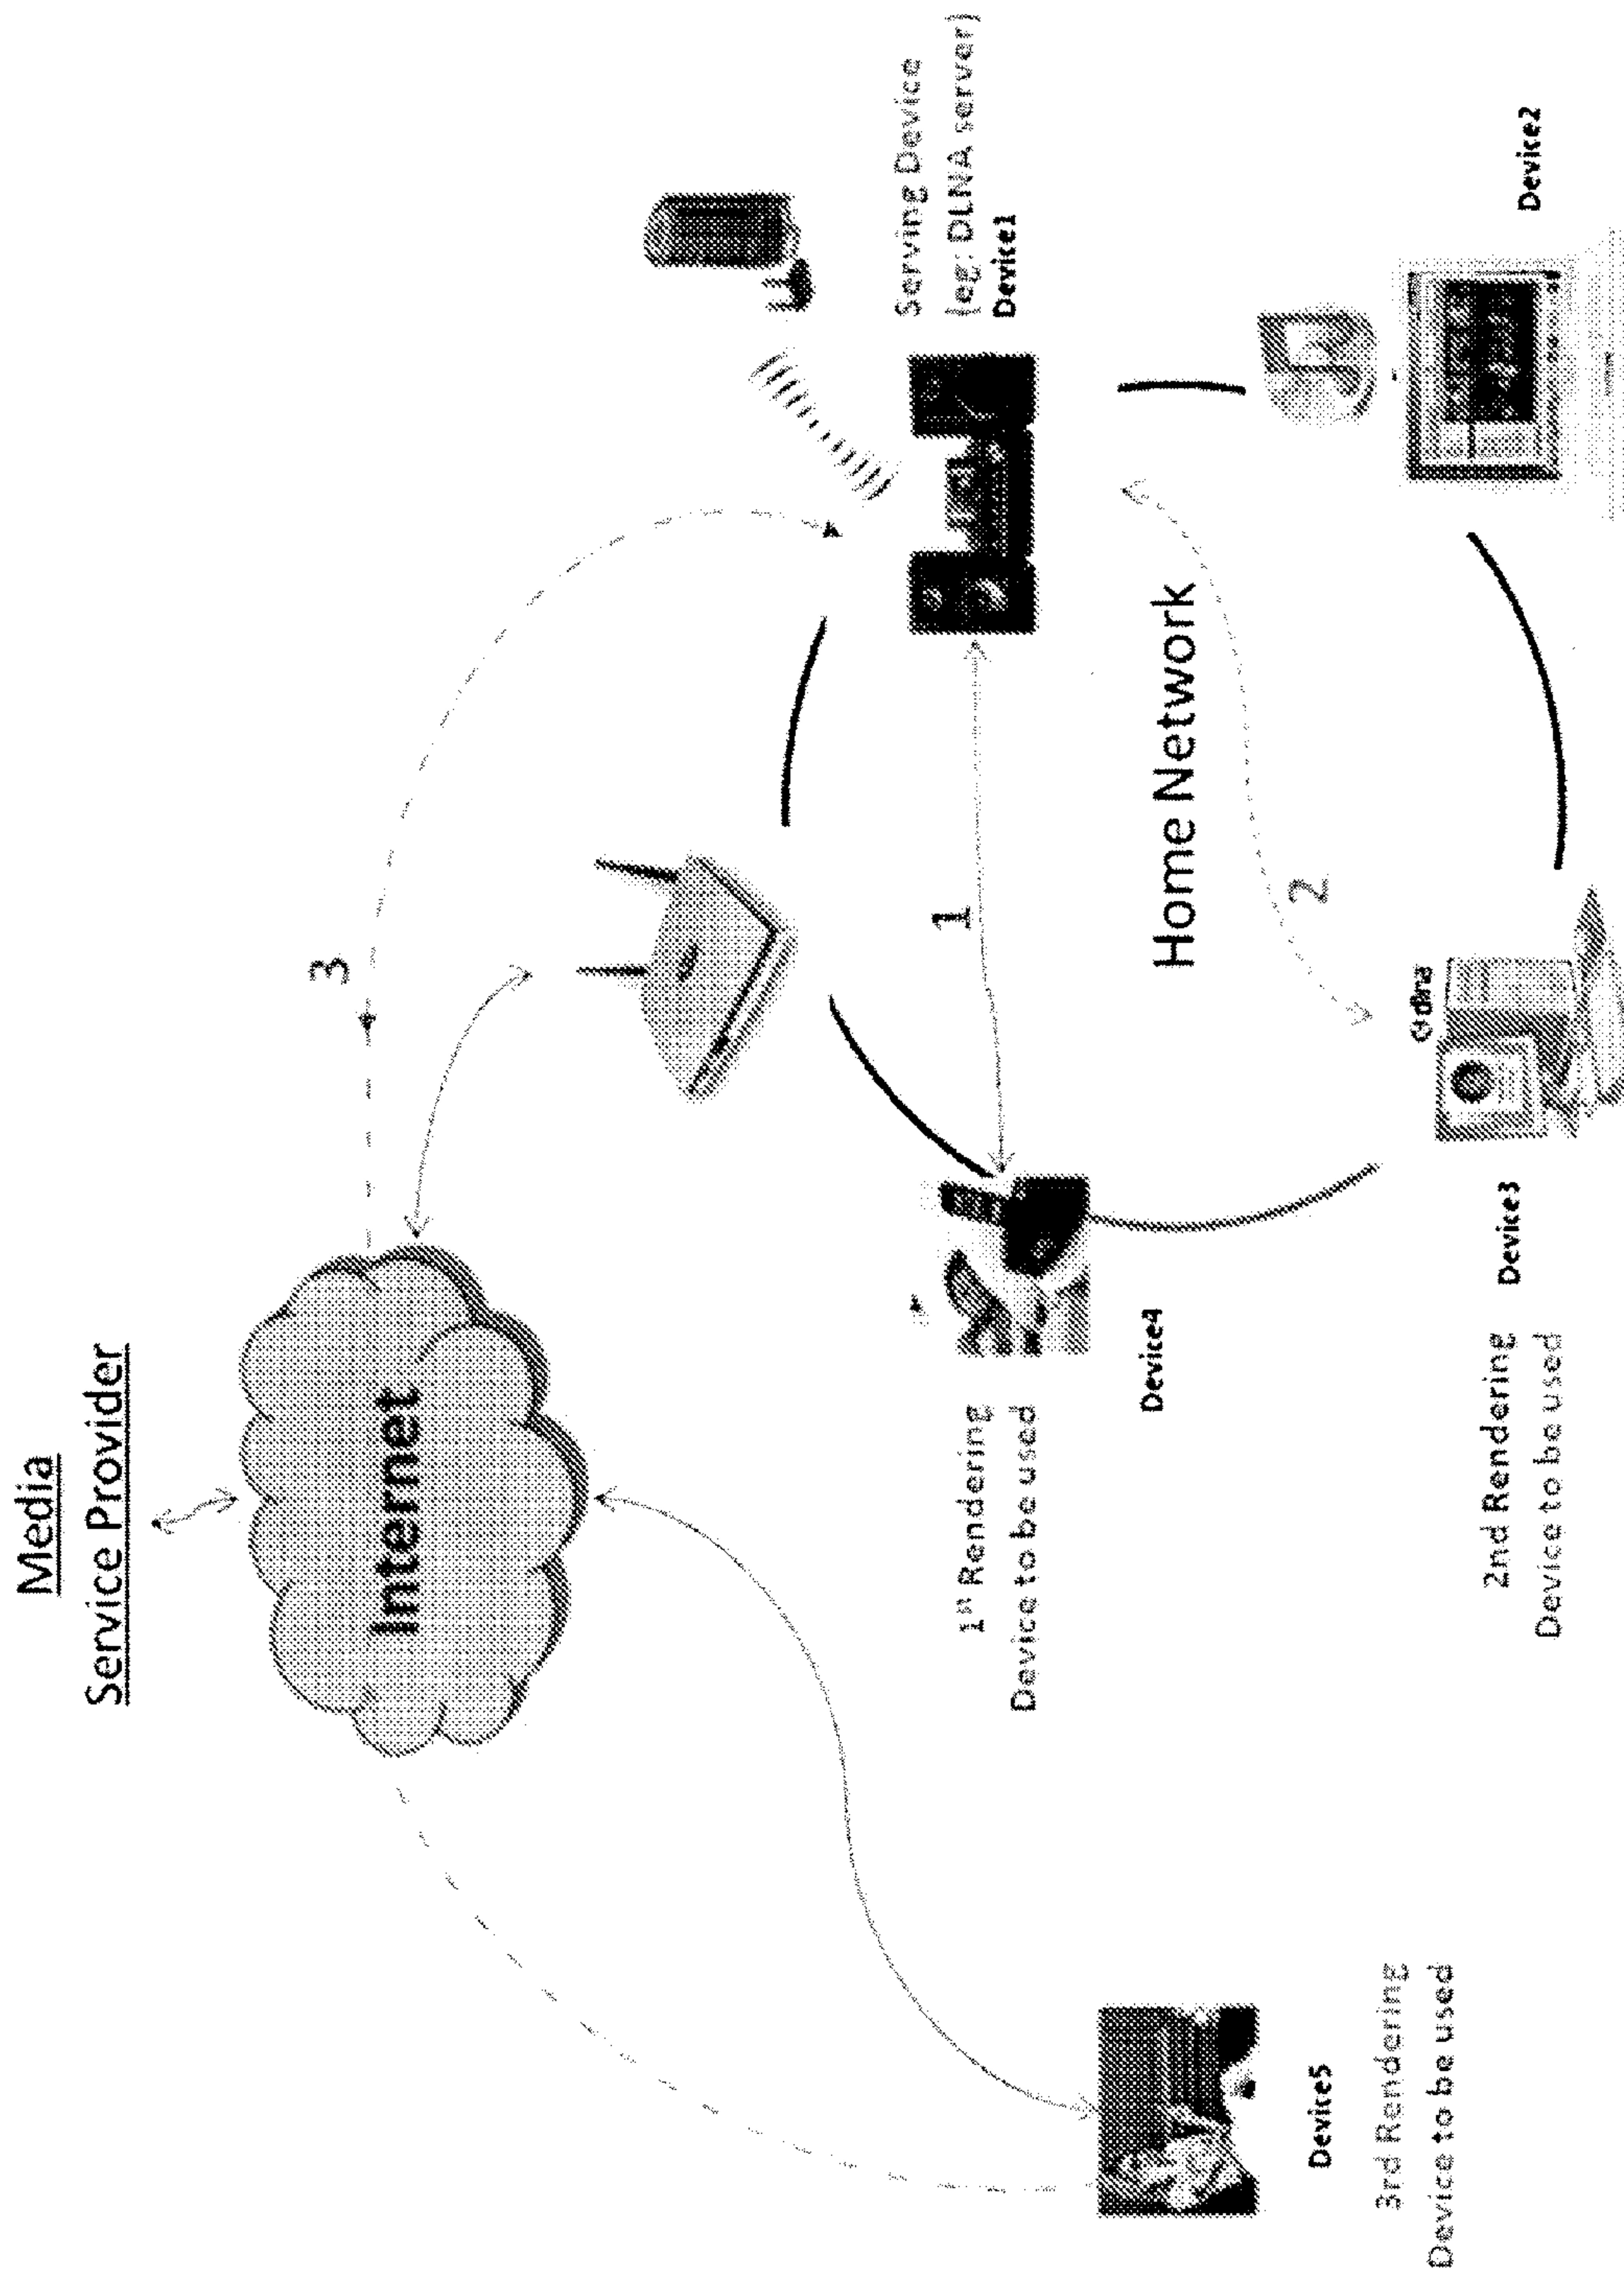 Media
Service Provider
Internet
3
Serving Device
(eg: DLNA server)
Device1
1
Home Network
2
Device2
1st Rendering
Device to be used
Device4
dlna
Device3
2nd Rendering
Device to be used
Device5
3rd Rendering
Device to be used